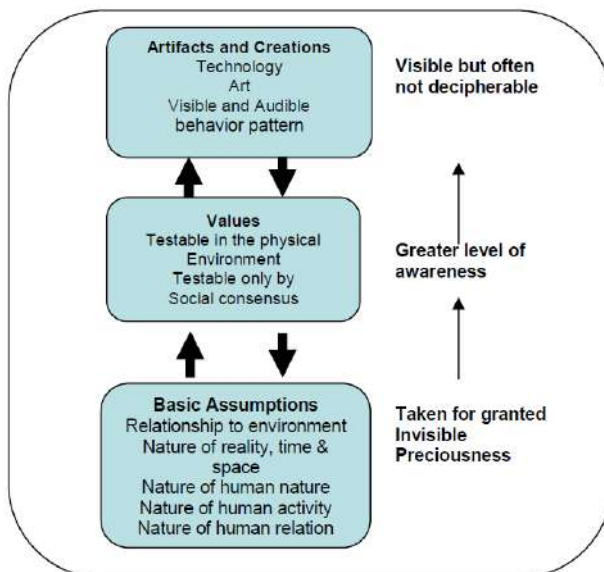 Artifacts and Creations
Technology
Art
Visible and Audible
behavior pattern
Visible but often
not decipherable
Values
Testable in the physical
Environment
Testable only by
Social consensus
Greater level of
awareness
Basic Assumptions
Relationship to environment
Nature of reality, time &
space
Nature of human nature
Nature of human activity
Nature of human relation
Taken for granted
Invisible
Preciousness